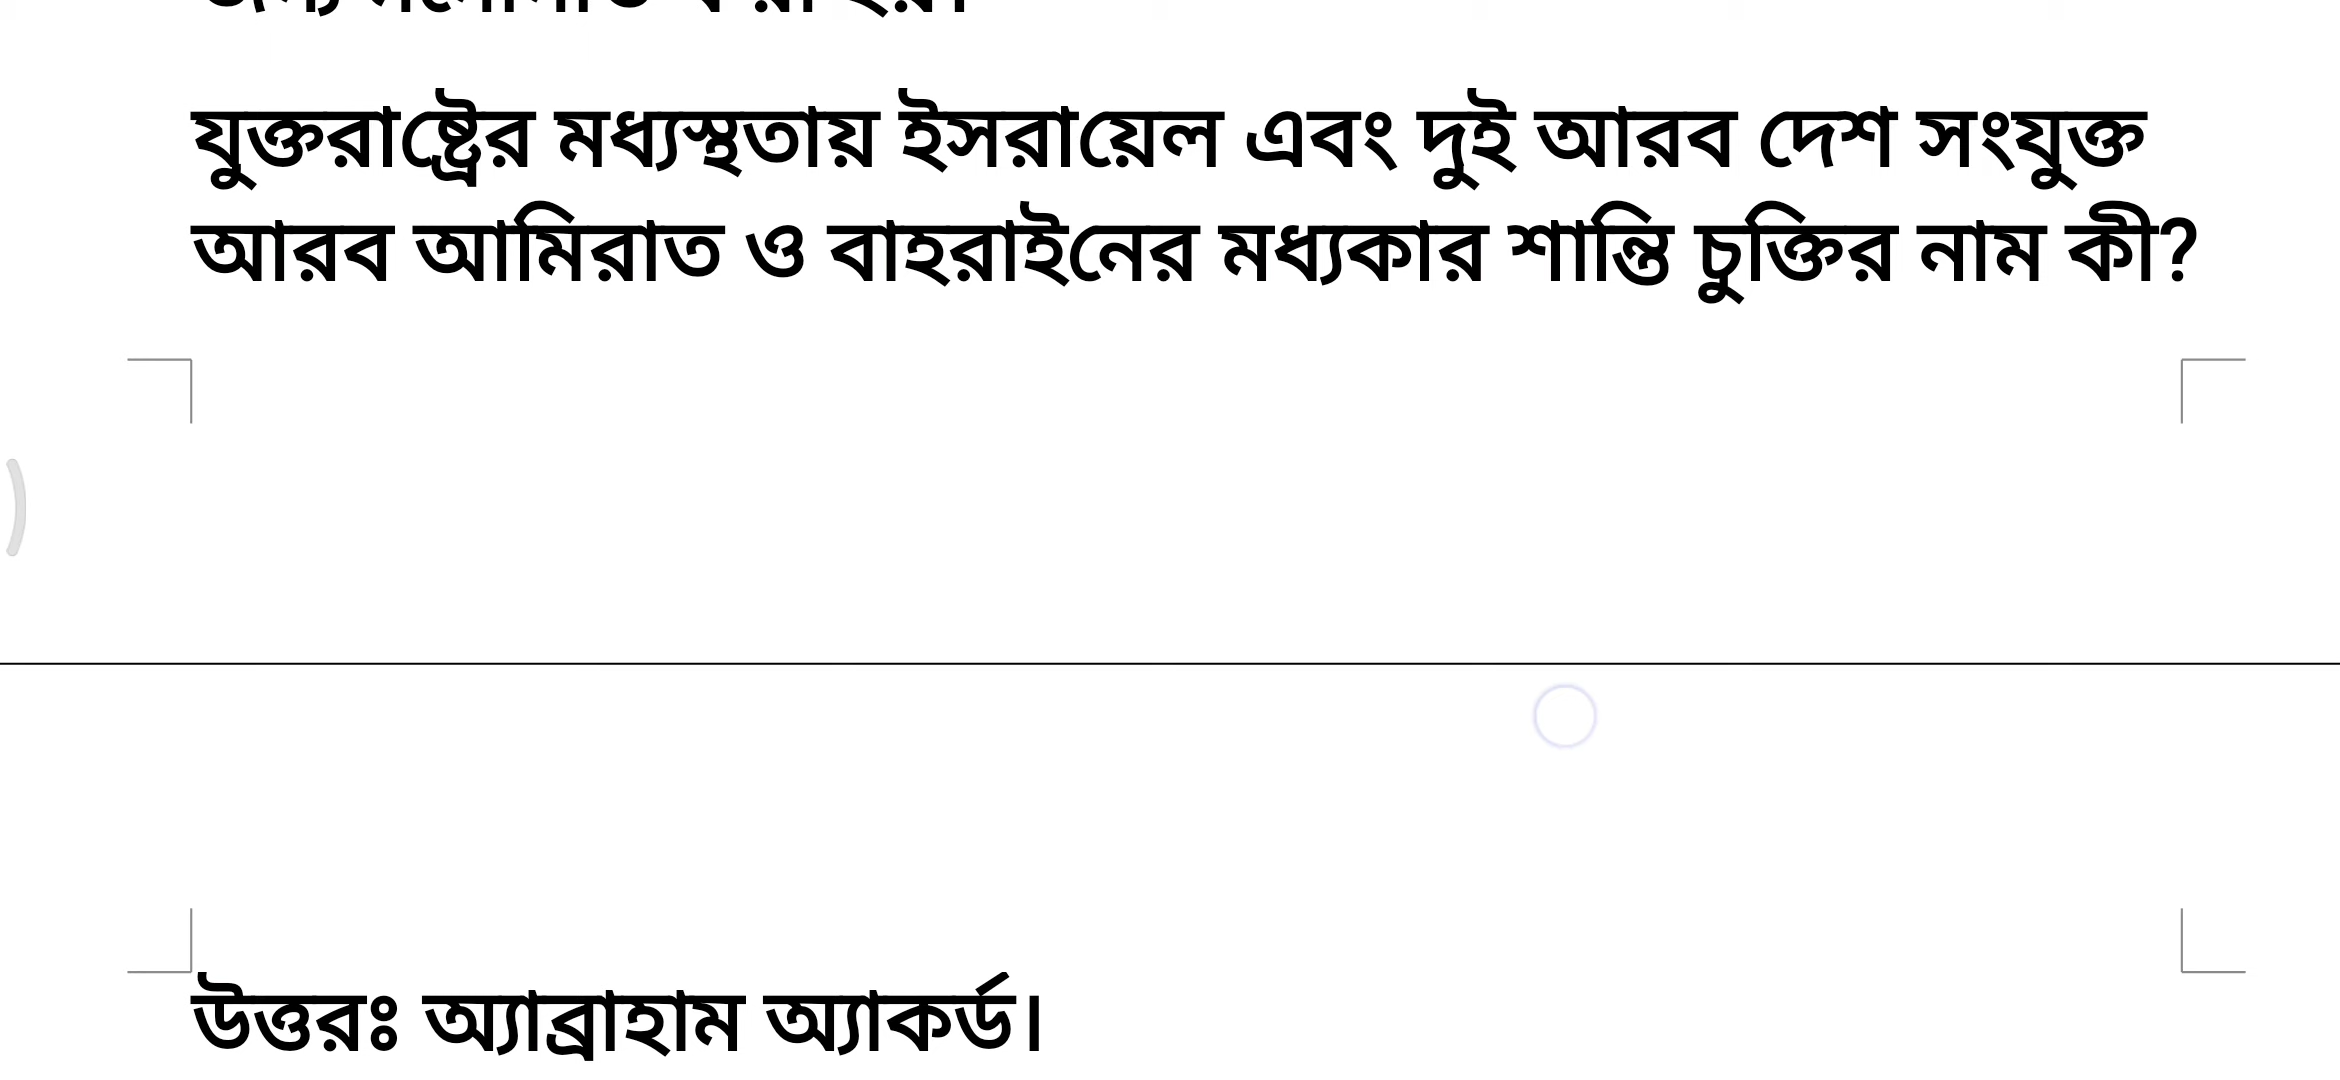 যুক্তরাষ্ট্রের মধ্যস্থতায় ইসরায়েল এবং দুই আরব দেশ সংযুক্ত
আরব আমিরাত ও বাহরাইনের মধ্যকার শান্তি চুক্তির নাম কী?
উত্তরঃ অ্যাব্রাহাম অ্যাকর্ড।